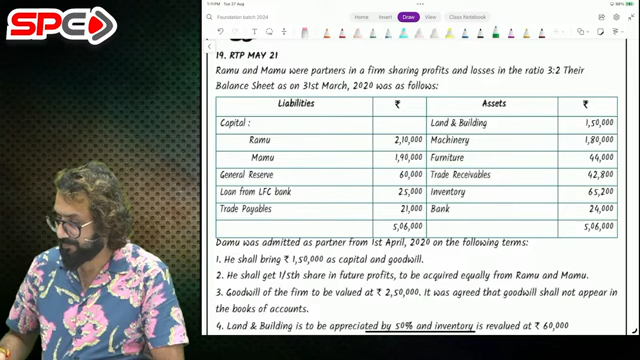 SPC
1:11 PM Tue 27 Aug
88%
Foundation batch 2024
Home Insert Draw View Class Notebook
19. RTP MAY 21
Ramu and Mamu were partners in a firm sharing profits and losses in the ratio 3:2 Their
Balance Sheet as on 31st March, 2020 was as follows:
Liabilities ₹ Assets ₹
Capital : Land & Building 1,50,000
Ramu 2,10,000 Machinery 1,80,000
Mamu 1,90,000 Furniture 44,000
General Reserve 60,000 Trade Receivables 42,800
Loan from LFC bank 25,000 Inventory 65,200
Trade Payables 21,000 Bank 24,000
5,06,000 5,06,000
Damu was admitted as partner from 1st April, 2020 on the following terms:
1. He shall bring ₹ 1,50,000 as capital and goodwill.
2. He shall get 1/5th share in future profits, to be acquired equally from Ramu and Mamu.
3. Goodwill of the firm to be valued at ₹ 2,50,000. It was agreed that goodwill shall not appear in
the books of accounts.
4. Land & Building is to be appreciated by 50% and inventory is revalued at ₹ 60,000